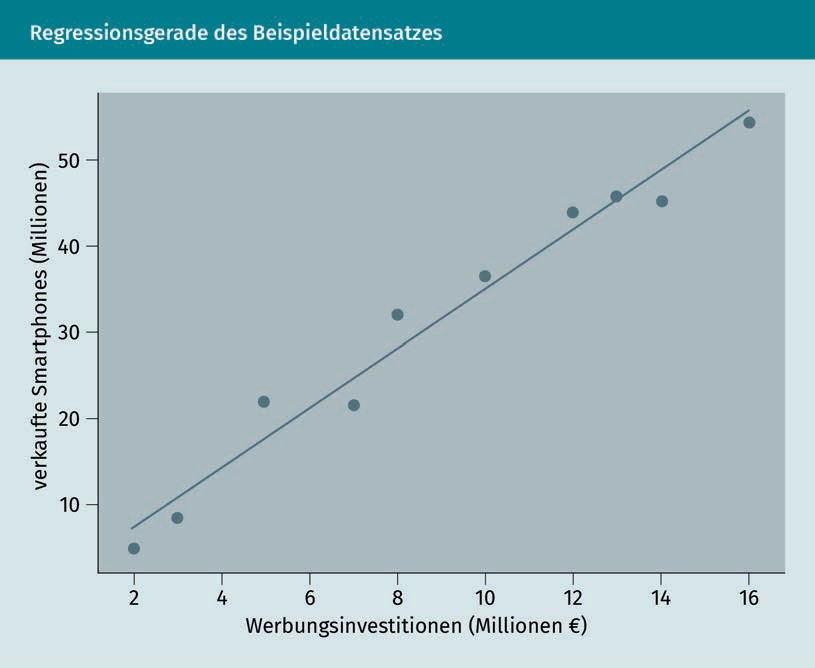 Regressionsgerade des Beispieldatensatzes
verkaufte Smartphones (Millionen)
50
40
30
20
10
2 4 6 8 10 12 14 16
Werbungsinvestitionen (Millionen €)